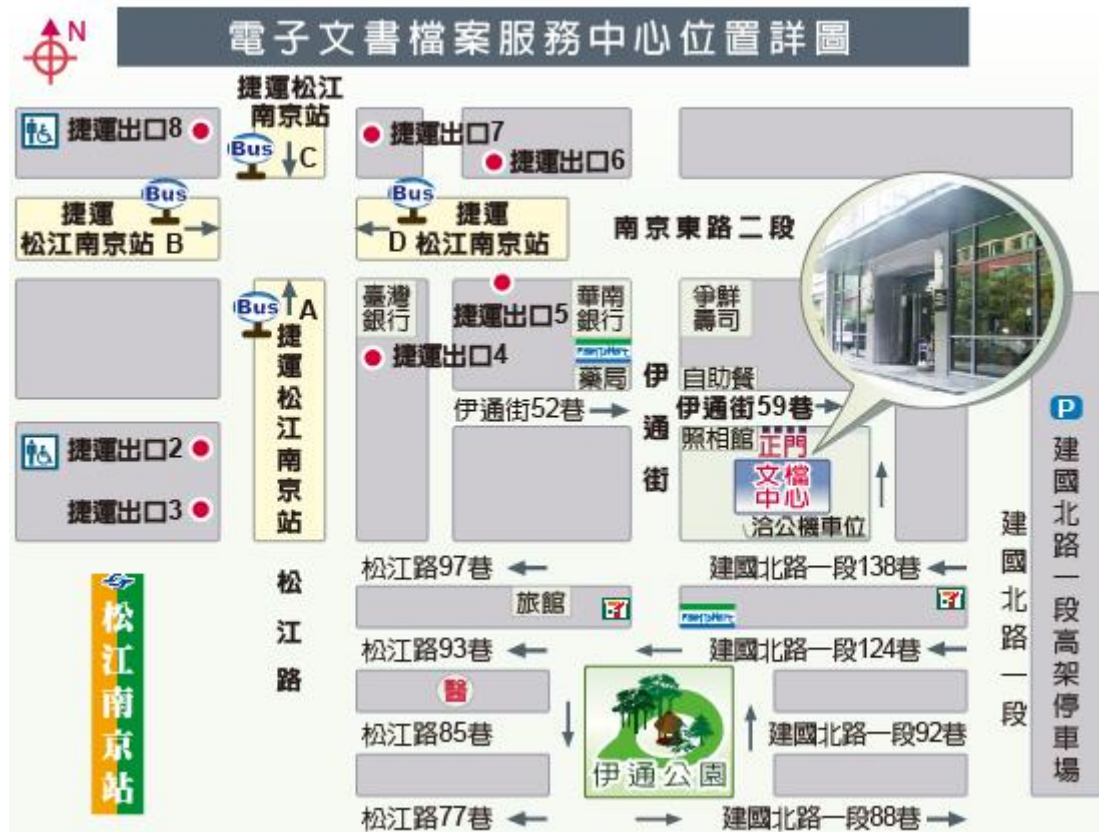 N
電子文書檔案服務中心位置詳圖
捷運松江
南京站
捷運出口8
Bus
C
捷運出口7
捷運出口6
Bus
捷運
松江南京站 B
Bus
捷運
D 松江南京站
南京東路二段
Bus
A
捷運松江南京站
臺灣
銀行
捷運出口5
華南
銀行
爭鮮
壽司
捷運出口4
FamilyMart
藥局
伊通街
自助餐
伊通街52巷
伊通街59巷
照相館
正門
文檔
中心
洽公機車位
捷運出口2
捷運出口3
P
建國北路一段高架停車場
建國北路一段
松江南京站
松江路
松江路97巷
建國北路一段138巷
旅館
7
FamilyMart
7
松江路93巷
建國北路一段124巷
醫
松江路85巷
建國北路一段92巷
伊通公園
松江路77巷
建國北路一段88巷